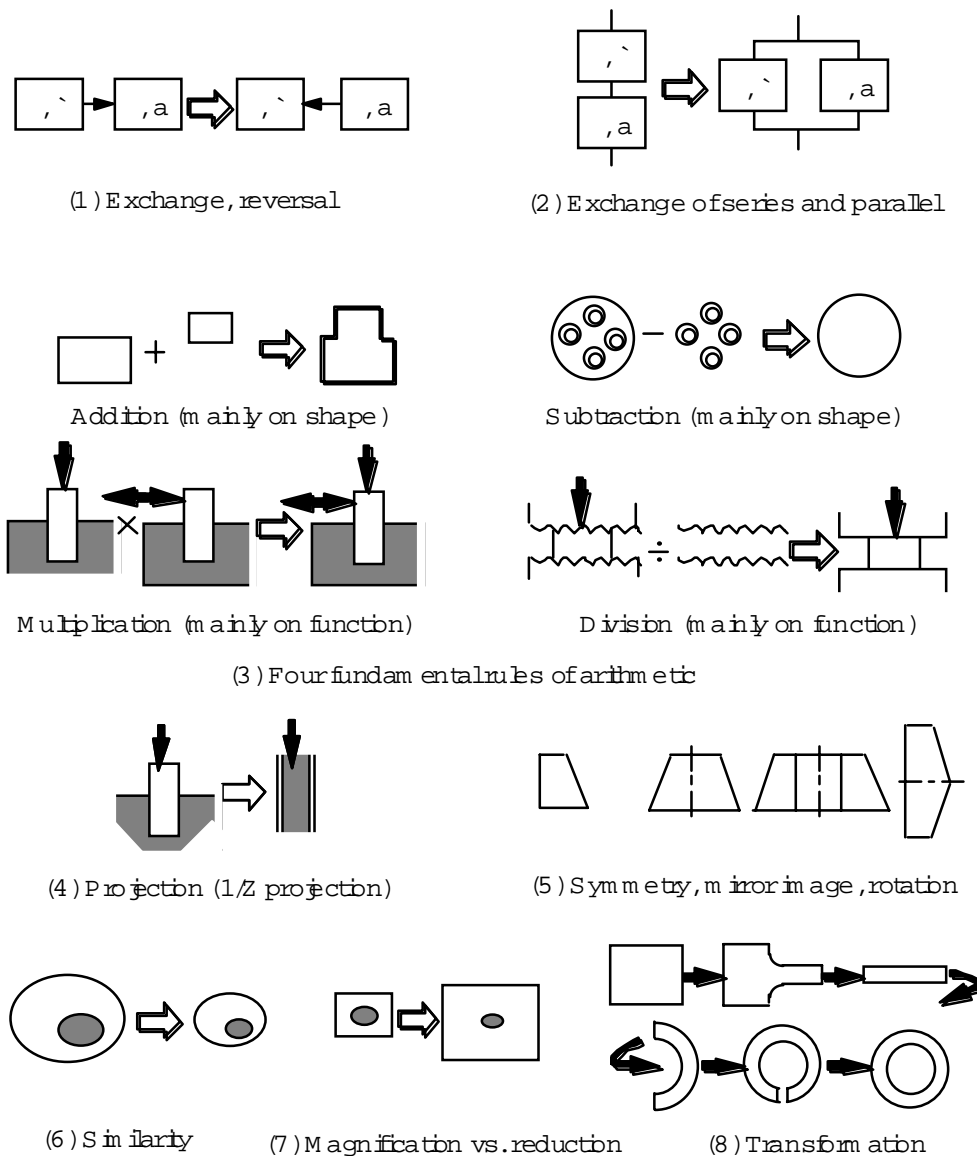 ,` ,a ,` ,a
,` ,a ,` ,a
(1) Exchange, reversal
(2) Exchange of series and parallel
+
−
Addition (mainly on shape)
Subtraction (mainly on shape)
×
÷
Multiplication (mainly on function)
Division (mainly on function)
(3) Four fundamental rules of arithmetic
(4) Projection (1/Z projection)
(5) Symmetry, mirror image, rotation
(6) Similarity
(7) Magnification vs. reduction
(8) Transformation